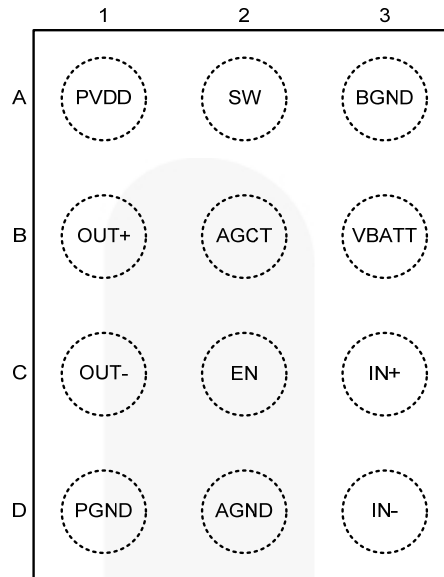 1 2 3
A PVDD SW BGND
B OUT+ AGCT VBATT
C OUT- EN IN+
D PGND AGND IN-